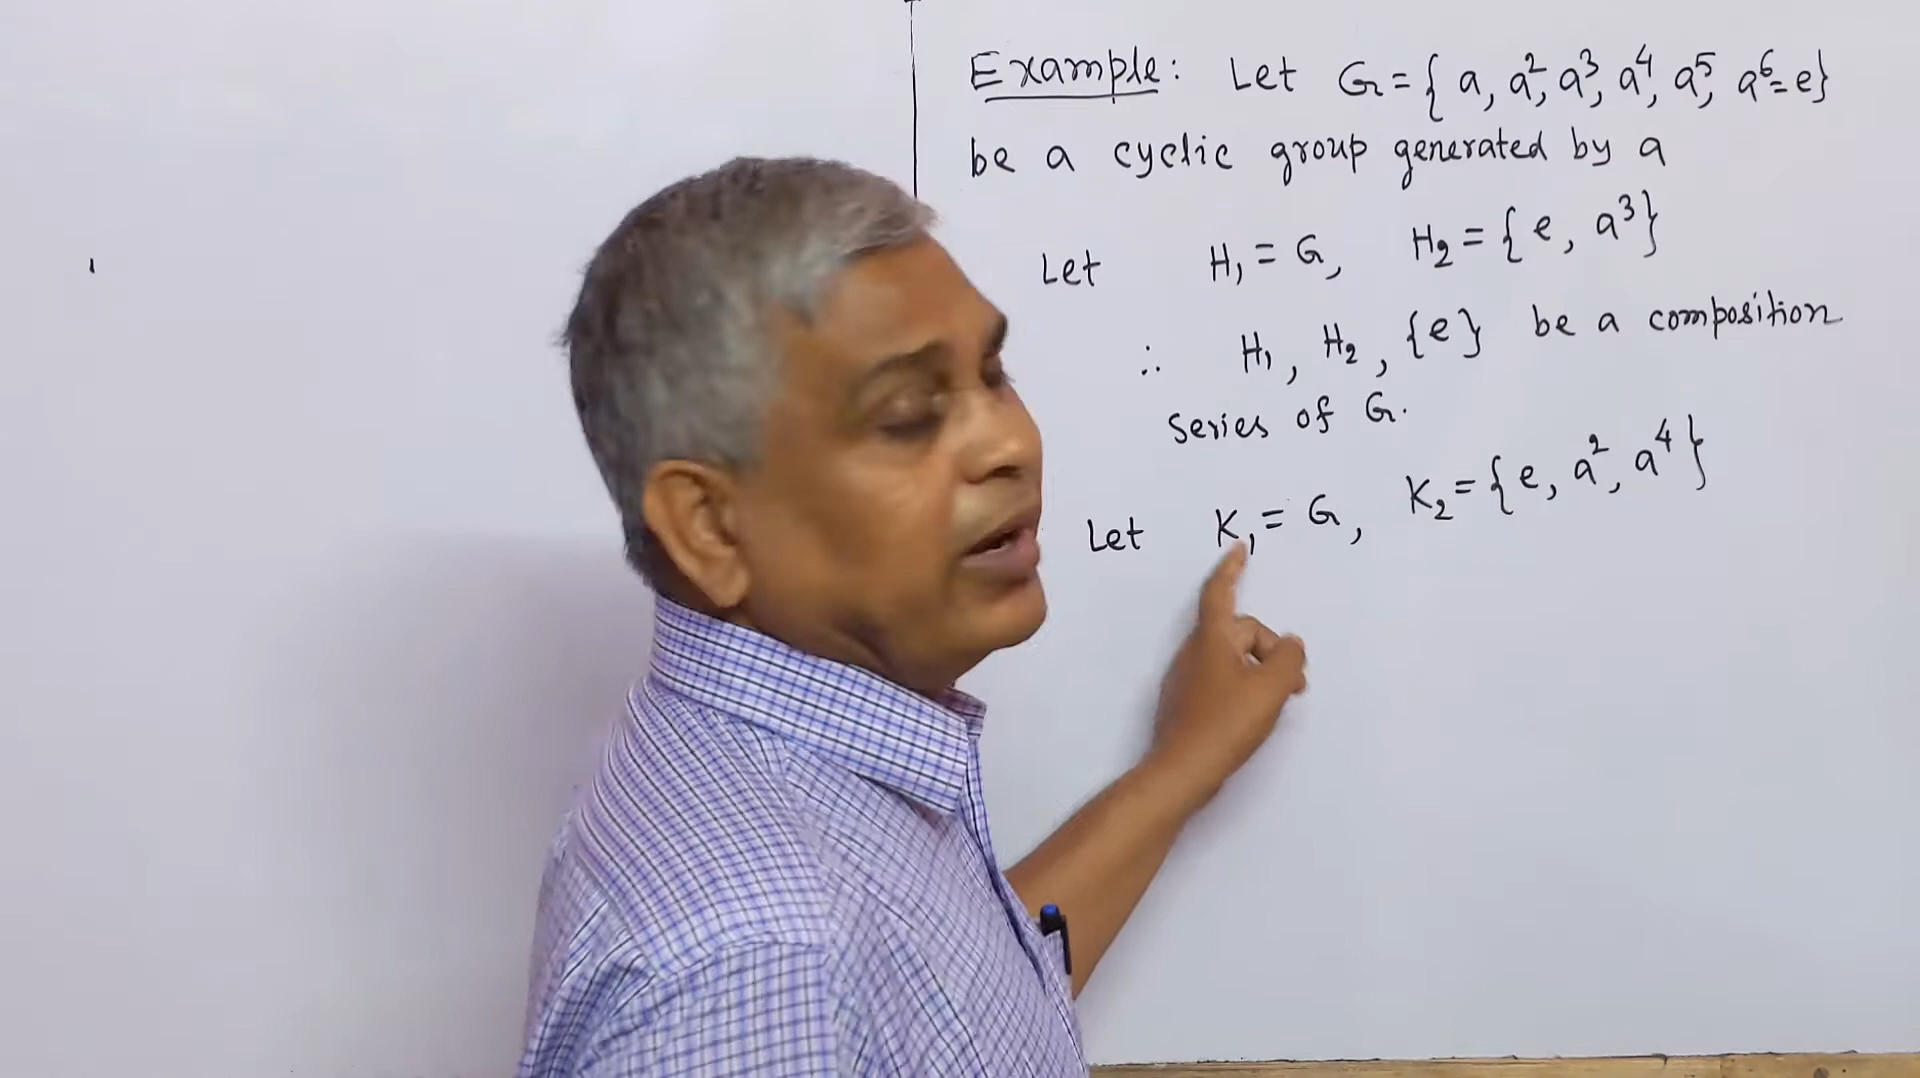 Example: Let G = { a, a², a³, a⁴, a⁵, a⁶=e}
be a cyclic group generated by a
Let H₁ = G, H₂ = {e, a³}
∴ H₁, H₂, {e} be a composition
Series of G.
Let K₁ = G, K₂ = {e, a², a⁴}